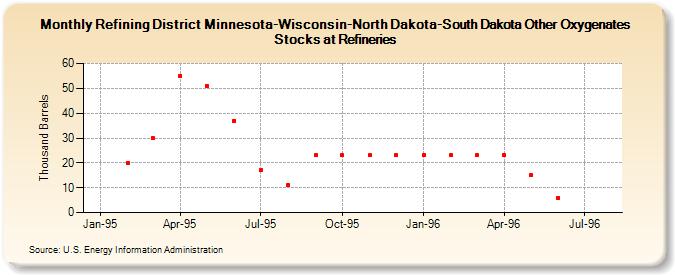 Monthly Refining District Minnesota-Wisconsin-North Dakota-South Dakota Other Oxygenates
Stocks at Refineries
Thousand Barrels
60
50
40
30
20
10
0
Jan-95 Apr-95 Jul-95 Oct-95 Jan-96 Apr-96 Jul-96
Source: U.S. Energy Information Administration